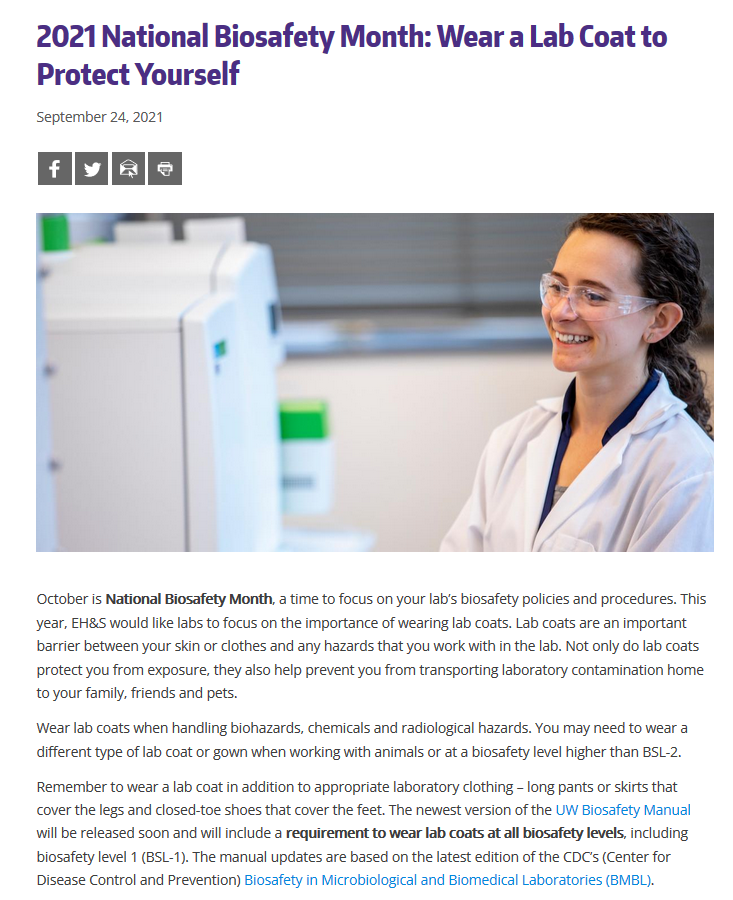 2021 National Biosafety Month: Wear a Lab Coat to
Protect Yourself
September 24, 2021
October is National Biosafety Month, a time to focus on your lab's biosafety policies and procedures. This
year, EH&S would like labs to focus on the importance of wearing lab coats. Lab coats are an important
barrier between your skin or clothes and any hazards that you work with in the lab. Not only do lab coats
protect you from exposure, they also help prevent you from transporting laboratory contamination home
to your family, friends and pets.
Wear lab coats when handling biohazards, chemicals and radiological hazards. You may need to wear a
different type of lab coat or gown when working with animals or at a biosafety level higher than BSL-2.
Remember to wear a lab coat in addition to appropriate laboratory clothing – long pants or skirts that
cover the legs and closed-toe shoes that cover the feet. The newest version of the UW Biosafety Manual
will be released soon and will include a requirement to wear lab coats at all biosafety levels, including
biosafety level 1 (BSL-1). The manual updates are based on the latest edition of the CDC's (Center for
Disease Control and Prevention) Biosafety in Microbiological and Biomedical Laboratories (BMBL).